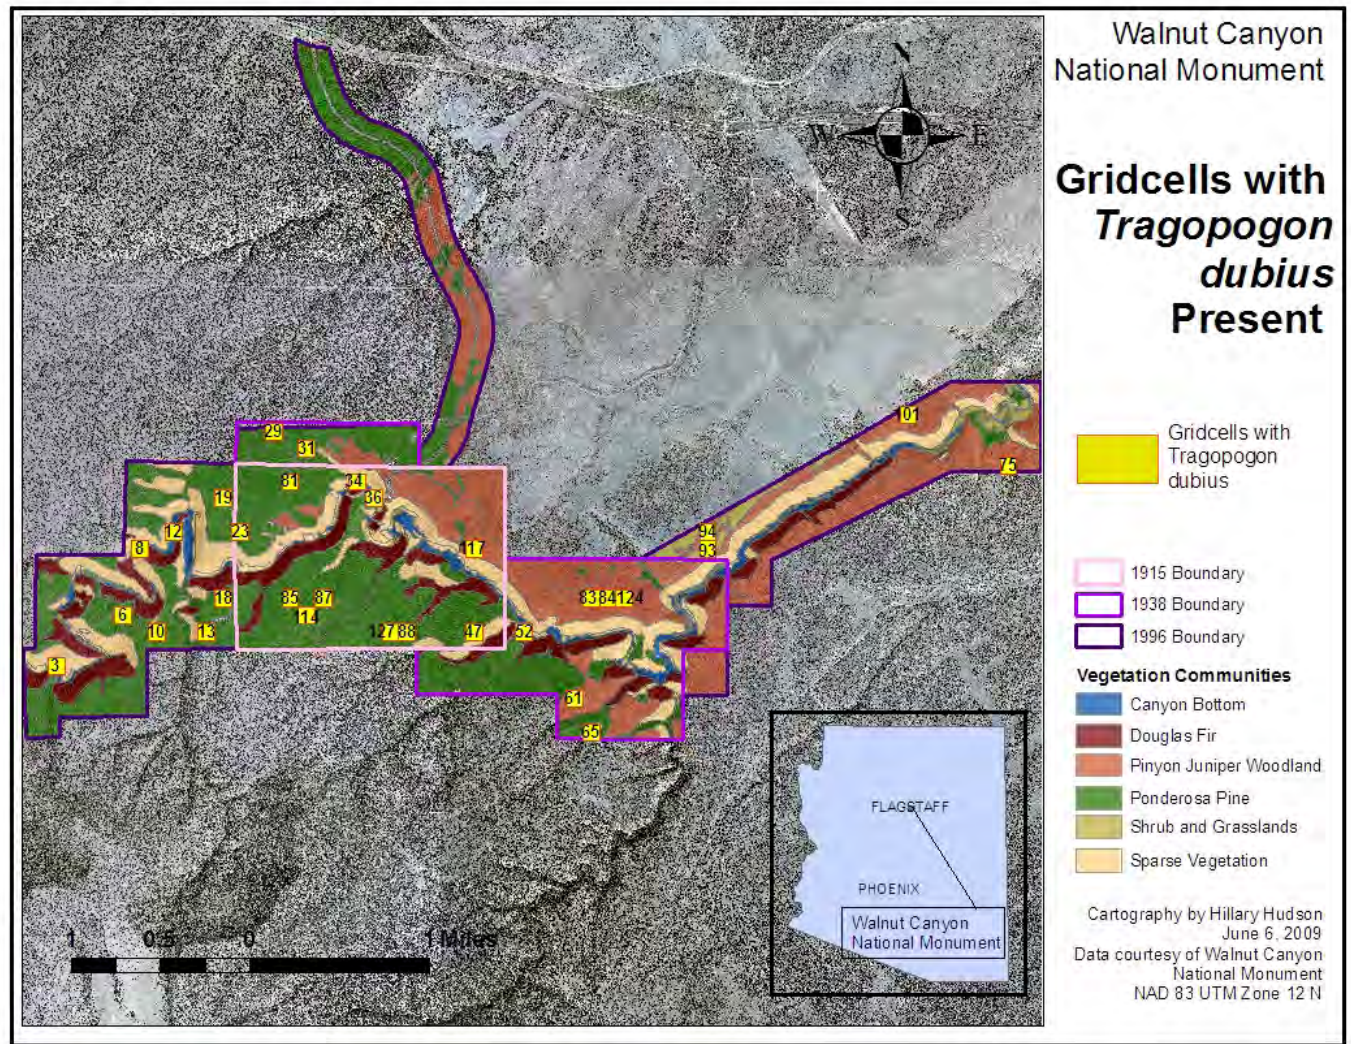 Walnut Canyon
National Monument
N
W
E
S
Gridcells with
Tragopogon
dubius
Present
101
75
29
31
81
34
19
36
23
12
94
8
117
93
18
85
87
83
84
124
6
114
10
13
127
88
47
52
3
61
65
Gridcells with
Tragopogon
dubius
1915 Boundary
1938 Boundary
1996 Boundary
Vegetation Communities
Canyon Bottom
Douglas Fir
Pinyon Juniper Woodland
Ponderosa Pine
Shrub and Grasslands
Sparse Vegetation
FLAGSTAFF
PHOENIX
Walnut Canyon
National Monument
1 0.5 0 1 Miles
Cartography by Hillary Hudson
June 6, 2009
Data courtesy of Walnut Canyon
National Monument
NAD 83 UTM Zone 12 N